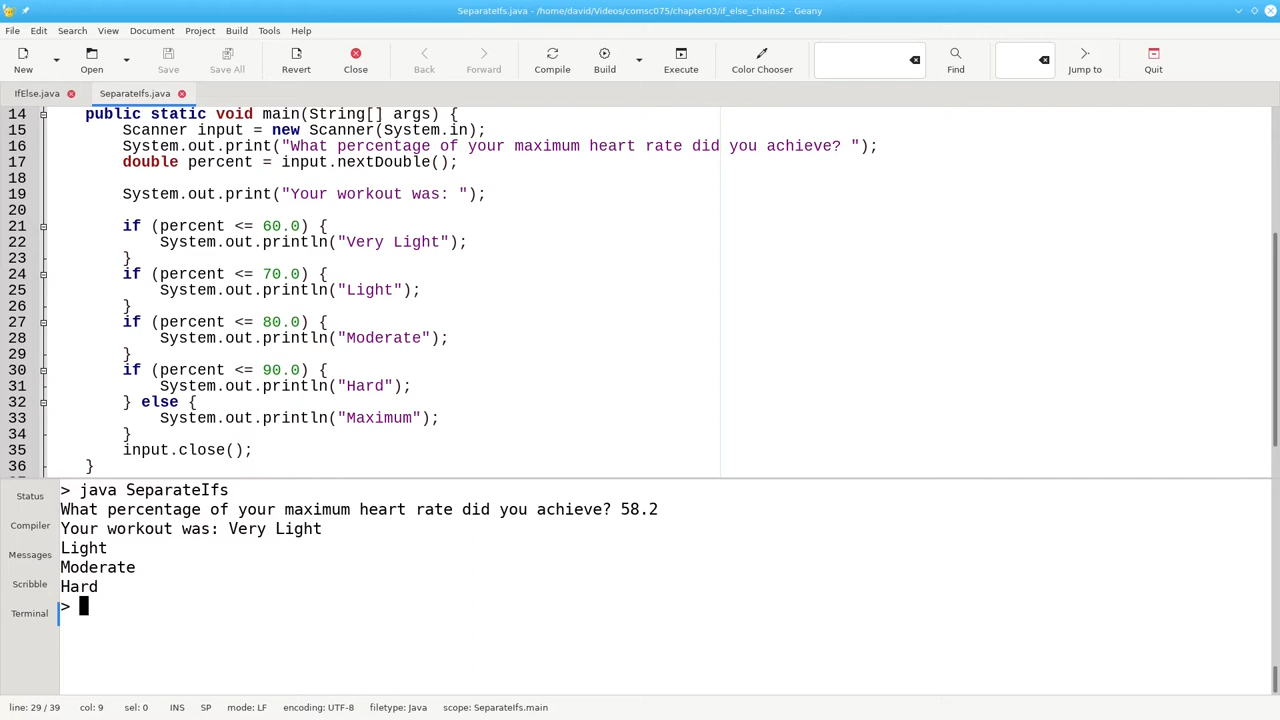 SeparateIfs.java - /home/david/Videos/comsc075/chapter03/if_else_chains2 - Geany
File Edit Search View Document Project Build Tools Help
New Open Save Save All Revert Close Back Forward Compile Build Execute Color Chooser Find Jump to Quit
IfElse.java SeparateIfs.java
14 public static void main(String[] args) {
15 Scanner input = new Scanner(System.in);
16 System.out.print("What percentage of your maximum heart rate did you achieve? ");
17 double percent = input.nextDouble();
18
19 System.out.print("Your workout was: ");
20
21 if (percent <= 60.0) {
22 System.out.println("Very Light");
23 }
24 if (percent <= 70.0) {
25 System.out.println("Light");
26 }
27 if (percent <= 80.0) {
28 System.out.println("Moderate");
29 }
30 if (percent <= 90.0) {
31 System.out.println("Hard");
32 } else {
33 System.out.println("Maximum");
34 }
35 input.close();
36 }
Status
Compiler
Messages
Scribble
Terminal
> java SeparateIfs
What percentage of your maximum heart rate did you achieve? 58.2
Your workout was: Very Light
Light
Moderate
Hard
>
line: 29 / 39 col: 9 sel: 0 INS SP mode: LF encoding: UTF-8 filetype: Java scope: SeparateIfs.main